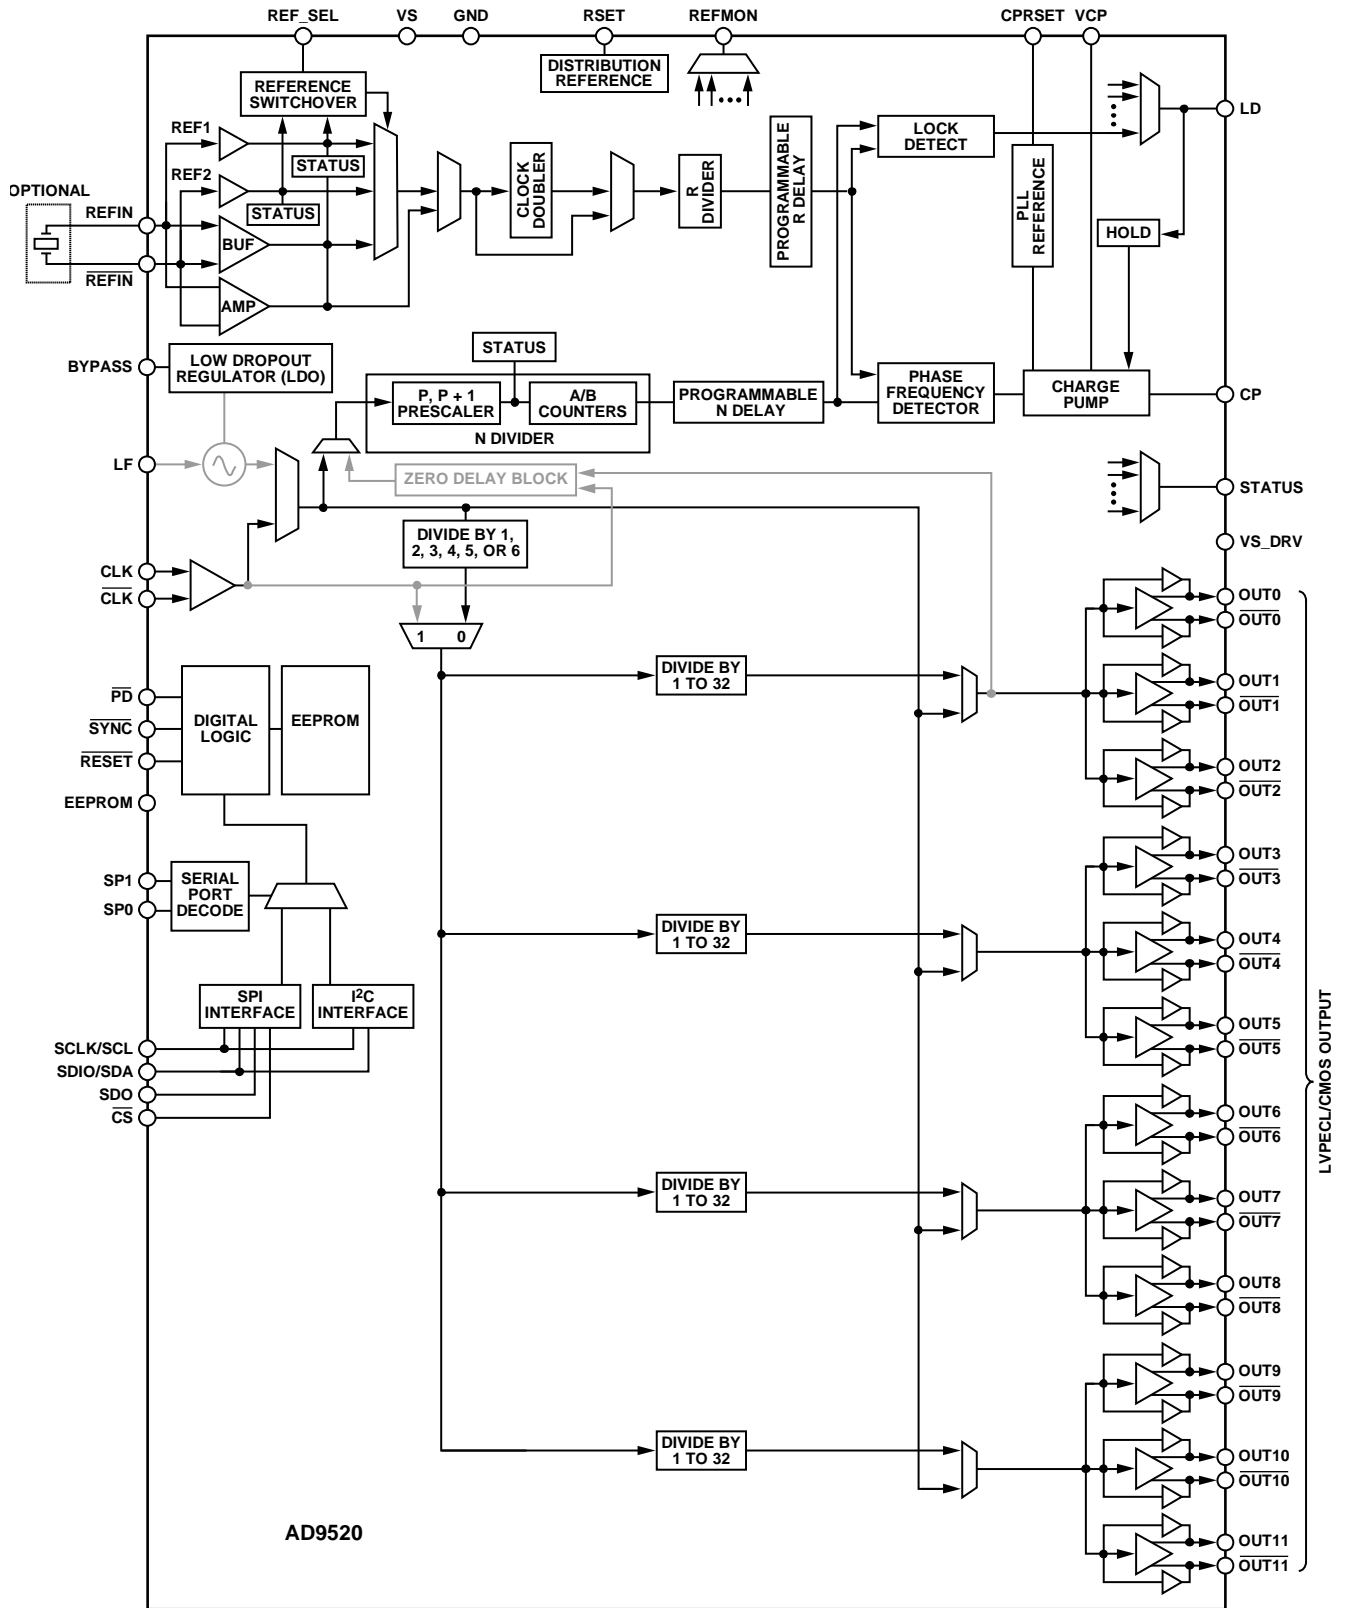 REF_SEL VS GND RSET REFMON CPRSET VCP
DISTRIBUTION
REFERENCE
REFERENCE
SWITCHOVER
REF1
STATUS
REF2
STATUS
OPTIONAL
REFIN
REFIN
BUF
AMP
CLOCK
DOUBLER
R
DIVIDER
PROGRAMMABLE
R DELAY
LOCK
DETECT
LD
PLL
REFERENCE
HOLD
BYPASS
LOW DROPOUT
REGULATOR (LDO)
STATUS
P, P + 1
PRESCALER
A/B
COUNTERS
N DIVIDER
PROGRAMMABLE
N DELAY
PHASE
FREQUENCY
DETECTOR
CHARGE
PUMP
CP
LF
ZERO DELAY BLOCK
STATUS
DIVIDE BY 1,
2, 3, 4, 5, OR 6
VS_DRV
CLK
CLK
1 0
OUT0
OUT0
DIVIDE BY
1 TO 32
OUT1
OUT1
OUT2
OUT2
PD
SYNC
RESET
DIGITAL
LOGIC
EEPROM
EEPROM
SP1
SP0
SERIAL
PORT
DECODE
OUT3
OUT3
DIVIDE BY
1 TO 32
OUT4
OUT4
OUT5
OUT5
SPI
INTERFACE
I2C
INTERFACE
SCLK/SCL
SDIO/SDA
SDO
CS
OUT6
OUT6
DIVIDE BY
1 TO 32
OUT7
OUT7
OUT8
OUT8
LVPECL/CMOS OUTPUT
OUT9
OUT9
DIVIDE BY
1 TO 32
OUT10
OUT10
OUT11
OUT11
AD9520